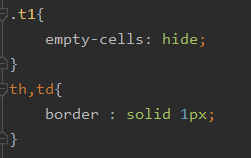 .t1{
    empty-cells: hide;
}
th,td{
    border : solid 1px;
}